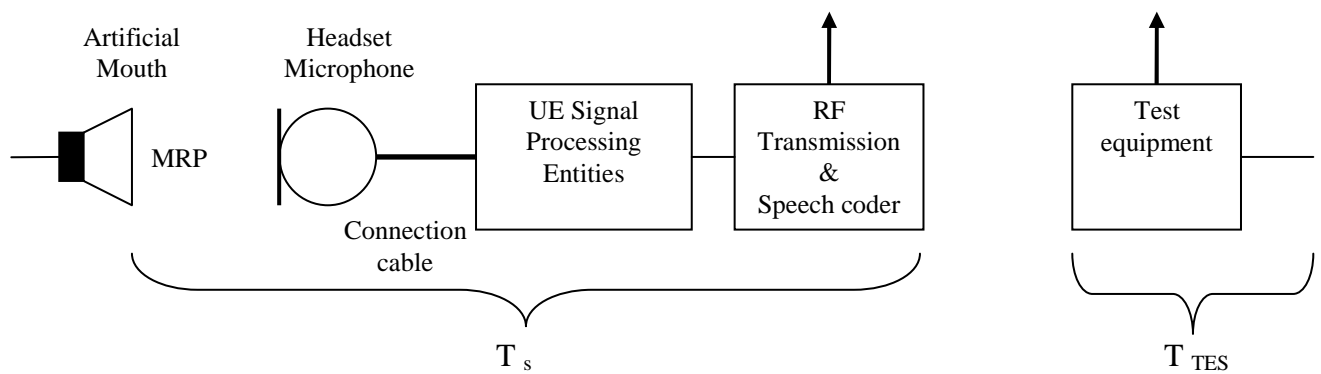 Artificial
Mouth
MRP
Headset
Microphone
Connection
cable
UE Signal
Processing
Entities
RF
Transmission
&
Speech coder
Test
equipment
T s
T TES